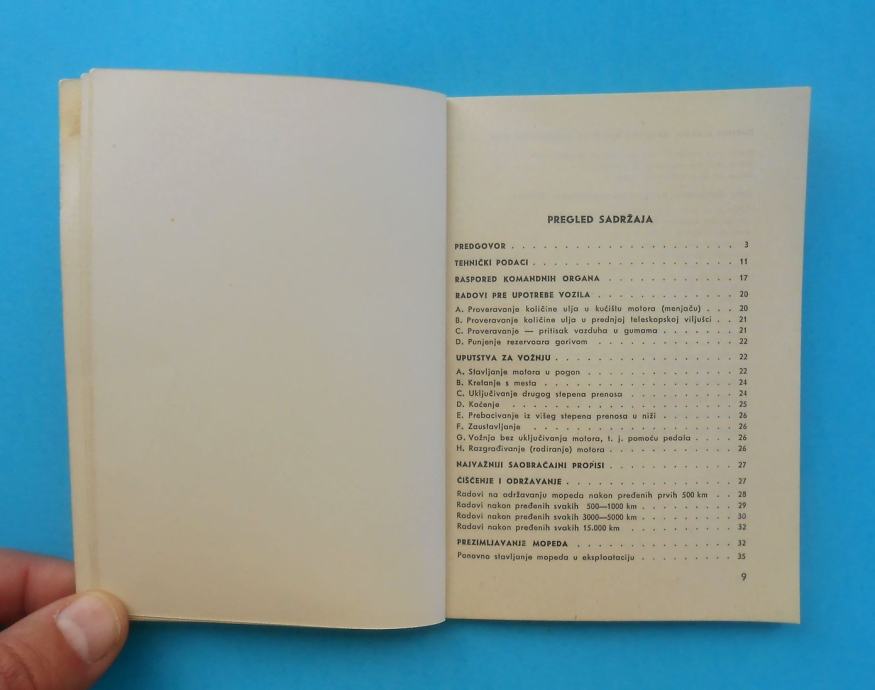 PREGLED SADRŽAJA
PREDGOVOR . . . . . . . . . . . . . . . . . . . . 3
TEHNIČKI PODACI . . . . . . . . . . . . . . . . . . 11
RASPORED KOMANDNIH ORGANA . . . . . . . . . . . . 17
RADOVI PRE UPOTREBE VOZILA . . . . . . . . . . . . . 20
A. Proveravanje količine ulja u kućištu motora (menjaču) . . . 20
B. Proveravanje količine ulja u prednjoj teleskopskoj viljušci . . 21
C. Proveravanje — pritisak vazduha u gumama . . . . . . . 21
D. Punjenje rezervoara gorivom . . . . . . . . . . . . . 22
UPUTSTVA ZA VOŽNJU . . . . . . . . . . . . . . . . 22
A. Stavljanje motora u pogon . . . . . . . . . . . . . . 22
B. Kretanje s mesta . . . . . . . . . . . . . . . . . . 24
C. Uključivanje drugog stepena prenosa . . . . . . . . . . 24
D. Kočenje . . . . . . . . . . . . . . . . . . . . 25
E. Prebacivanje iz višeg stepena prenosa u niži . . . . . . . 26
F. Zaustavljanje . . . . . . . . . . . . . . . . . . 26
G. Vožnja bez uključivanja motora, t. j. pomoću pedala . . . . 26
H. Razgrađivanje (rodiranje) motora . . . . . . . . . . . . 26
NAJVAŽNIJI SAOBRAĆAJNI PROPISI . . . . . . . . . . . 27
ČIŠĆENJE I ODRŽAVANJE . . . . . . . . . . . . . . . 27
Radovi na održavanju mopeda nakon pređenih prvih 500 km . . 28
Radovi nakon pređenih svakih 500—1000 km . . . . . . . . . 29
Radovi nakon pređenih svakih 3000—5000 km . . . . . . . . . 30
Radovi nakon pređenih svakih 15.000 km . . . . . . . . . . 32
PREZIMLJAVANJE MOPEDA . . . . . . . . . . . . . . 32
Ponovno stavljanje mopeda u eksploataciju . . . . . . . . . 35
9